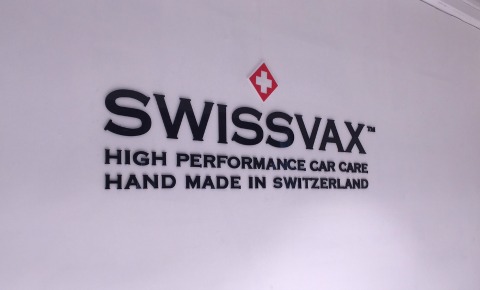 SWISSVAX™
HIGH PERFORMANCE CAR CARE
HAND MADE IN SWITZERLAND